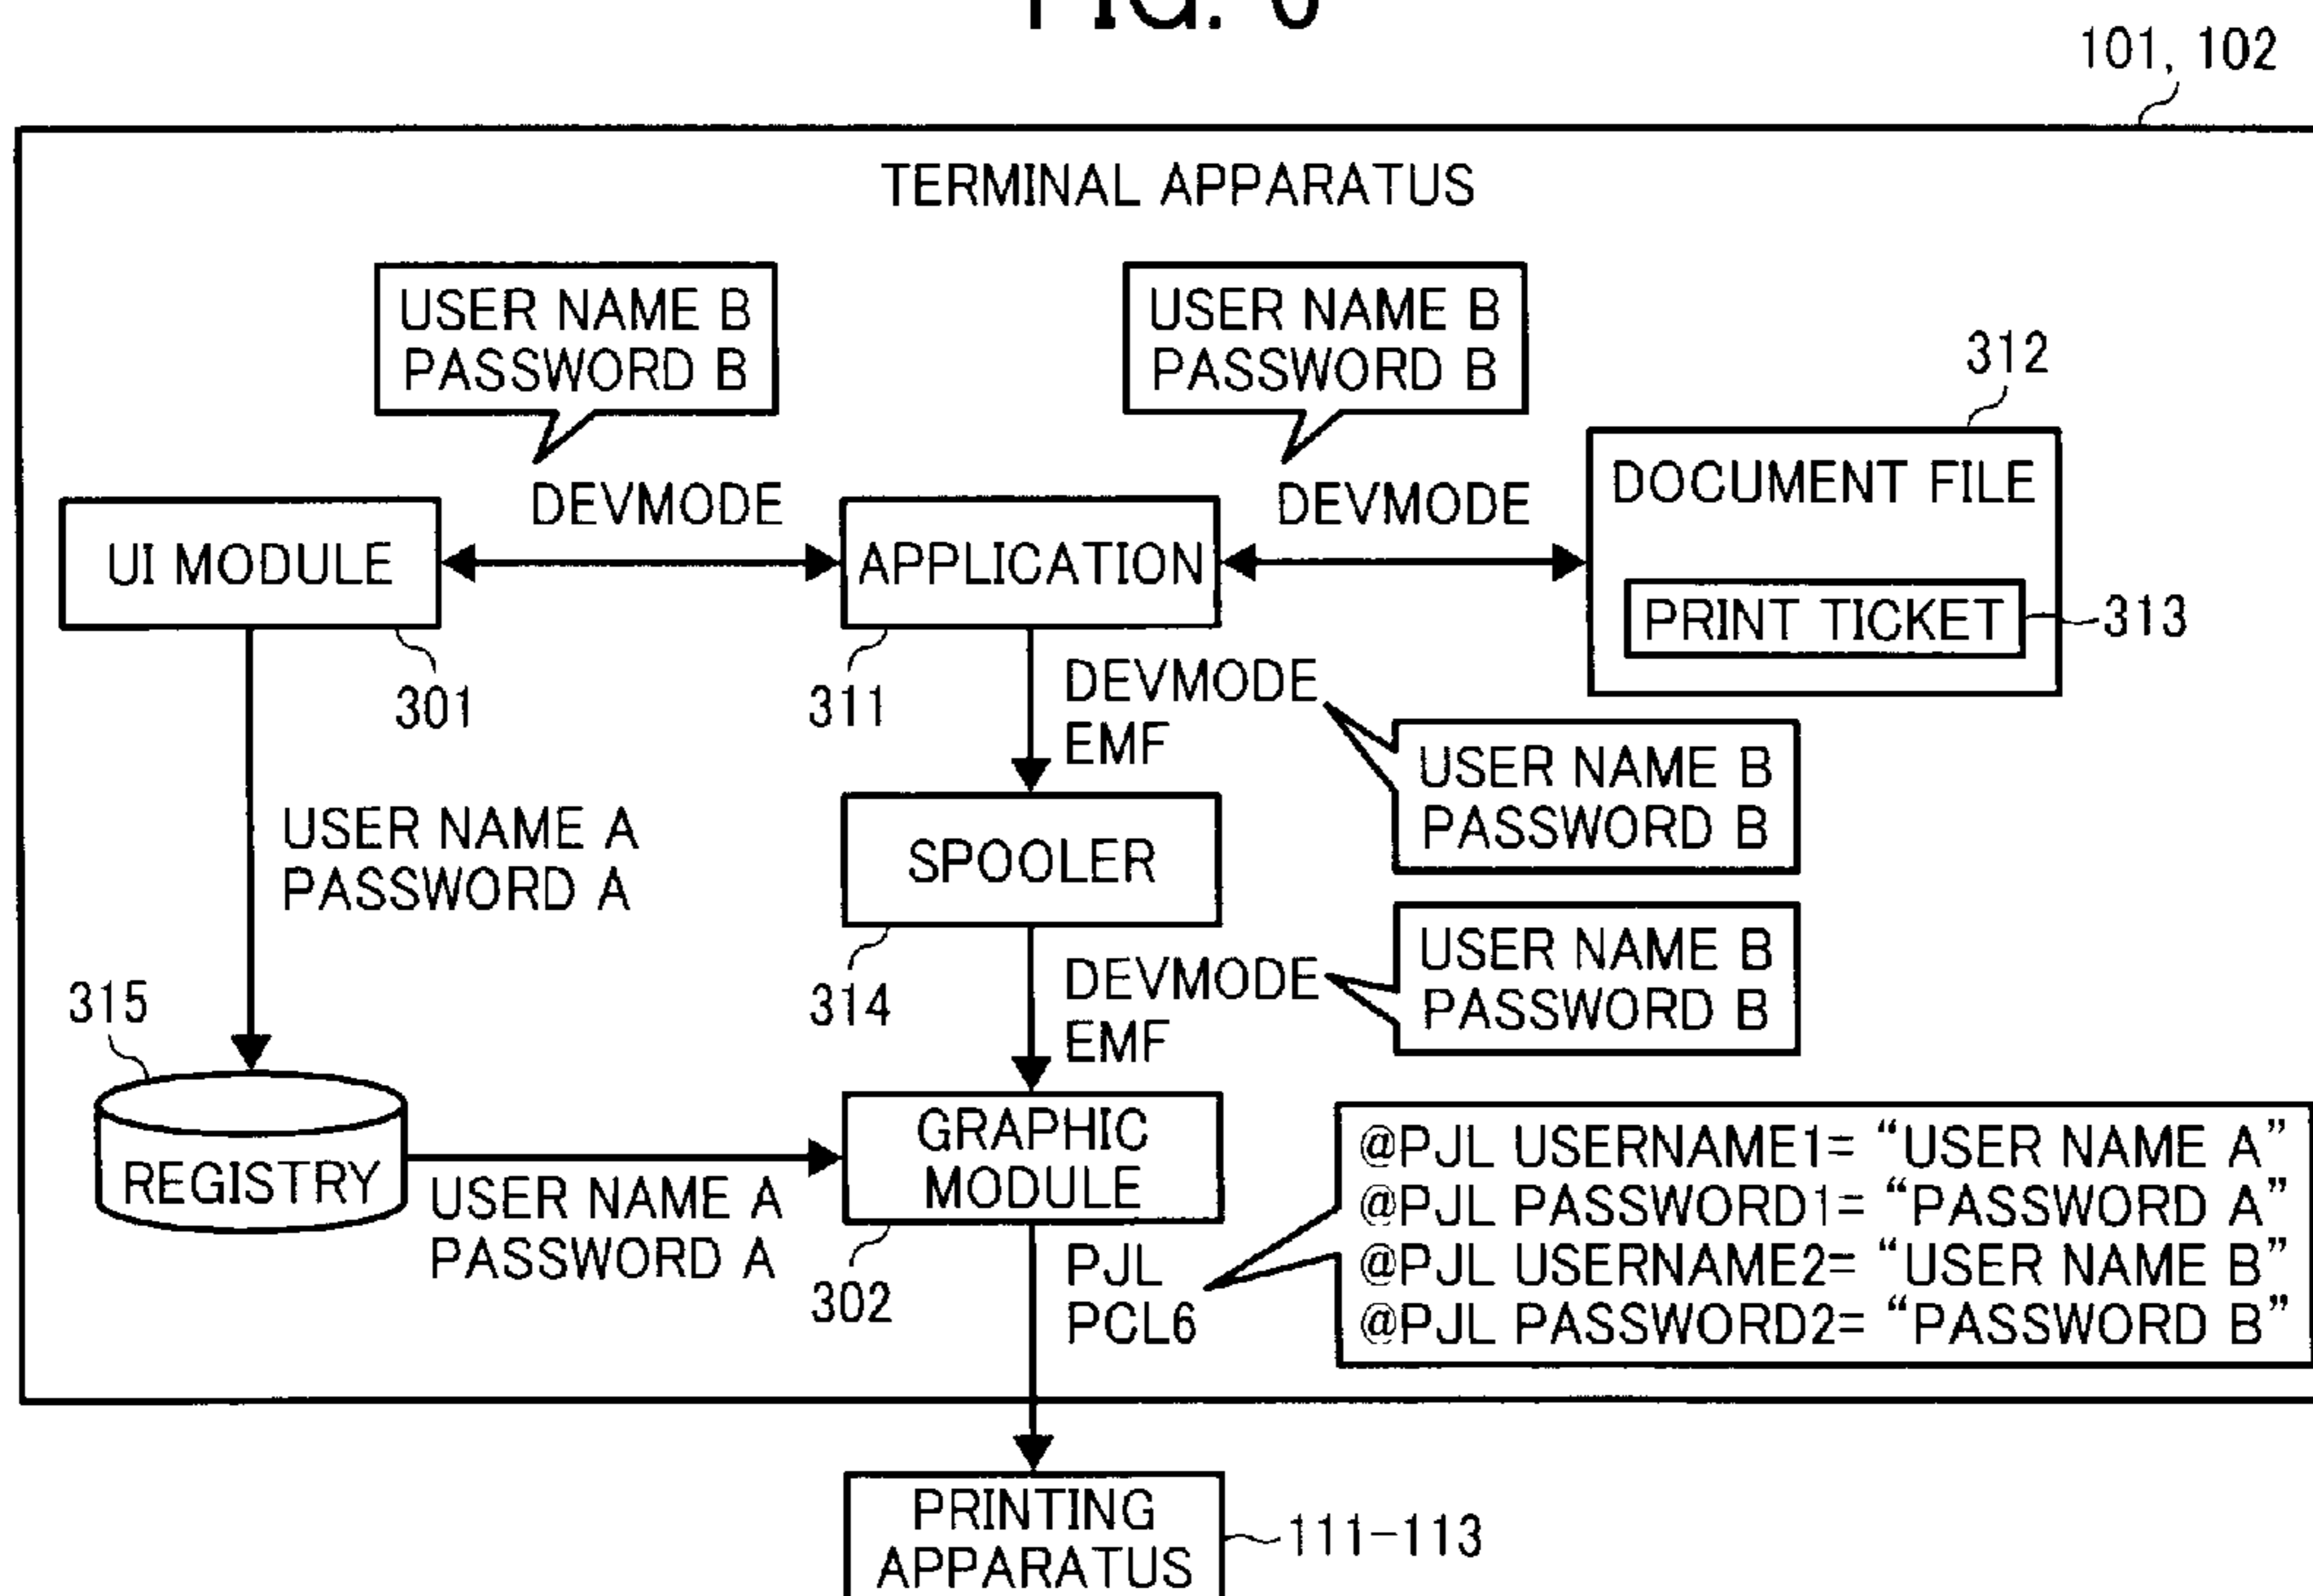 FIG. 6
101, 102
TERMINAL APPARATUS
USER NAME B
PASSWORD B
USER NAME B
PASSWORD B
312
DEVMODE
DEVMODE
DOCUMENT FILE
UI MODULE
APPLICATION
PRINT TICKET
313
301
311
DEVMODE
EMF
USER NAME B
PASSWORD B
USER NAME A
PASSWORD A
SPOOLER
314
DEVMODE
EMF
USER NAME B
PASSWORD B
315
REGISTRY
USER NAME A
PASSWORD A
GRAPHIC
MODULE
302
PJL
PCL6
@PJL USERNAME1= “USER NAME A”
@PJL PASSWORD1= “PASSWORD A”
@PJL USERNAME2= “USER NAME B”
@PJL PASSWORD2= “PASSWORD B”
PRINTING
APPARATUS
111-113